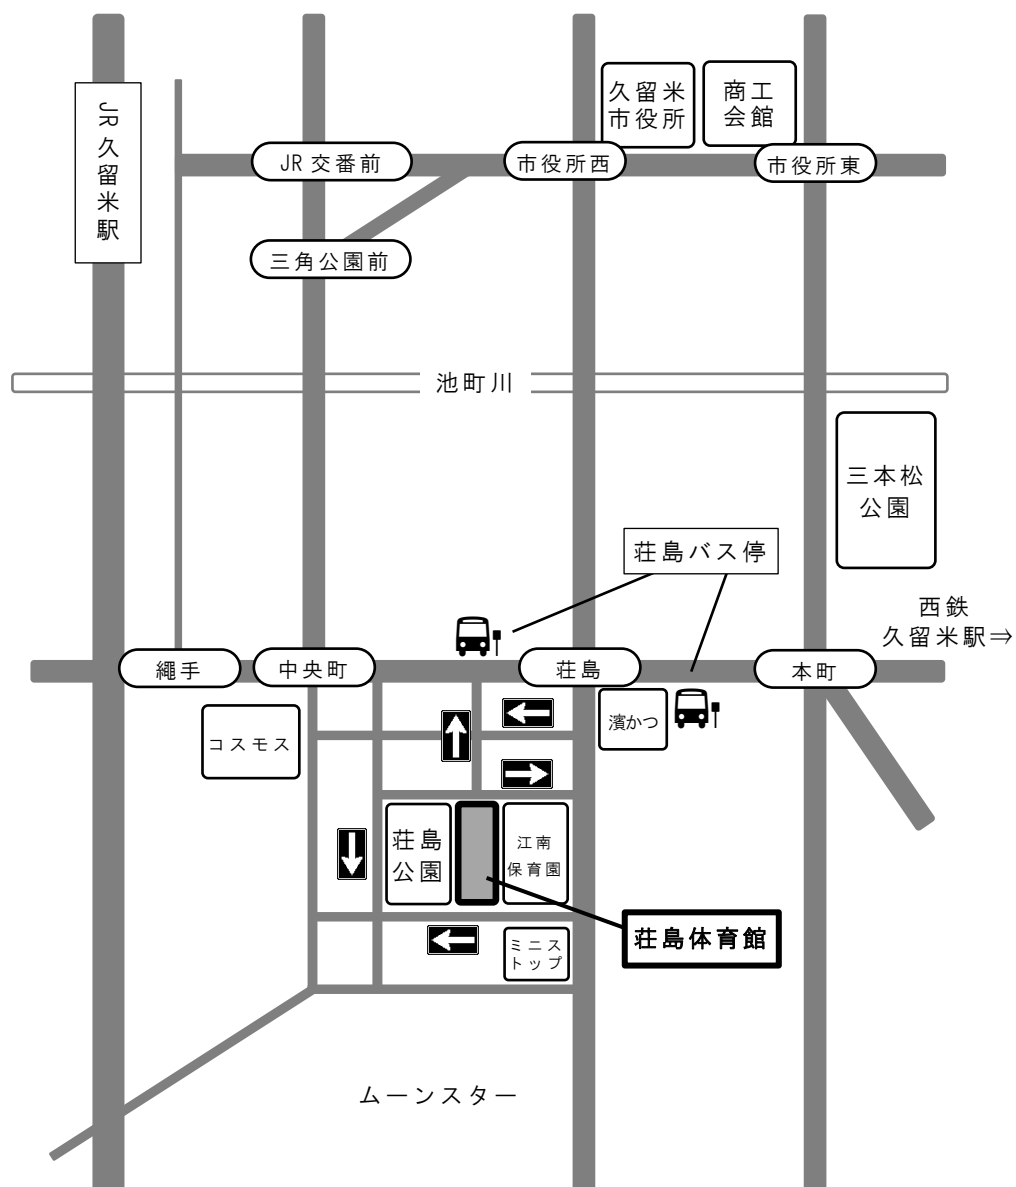 久留米
市役所
商工
会館
JR久留米駅
JR交番前
市役所西
市役所東
三角公園前
池町川
三本松
公園
荘島バス停
西鉄
久留米駅⇒
縄手
中央町
荘島
本町
濱かつ
コスモス
荘島
公園
江南
保育園
荘島体育館
ミニス
トップ
ムーンスター